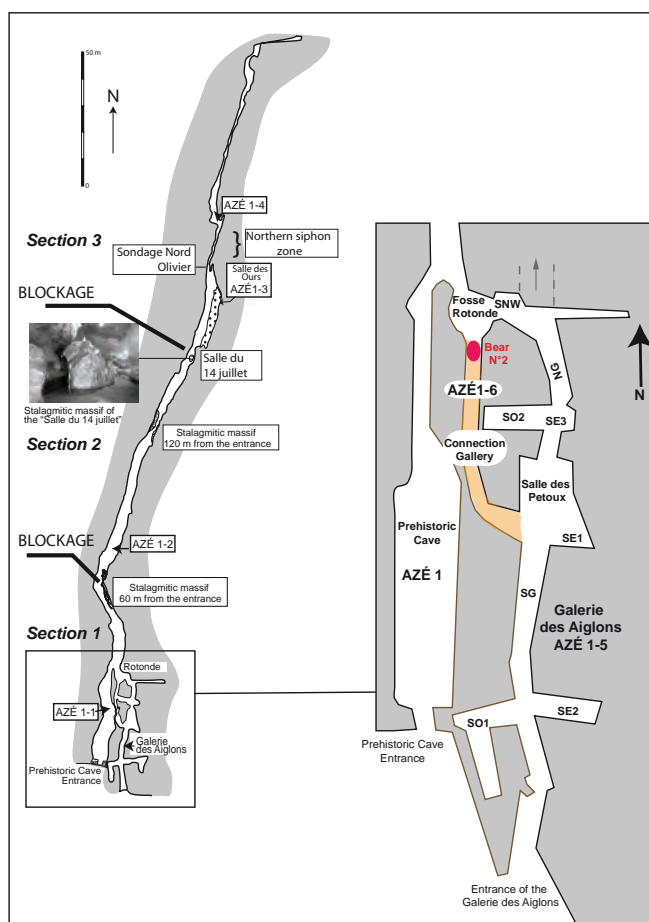 50 m
N
0
AZÉ 1-4
Section 3
Northern siphon
zone
Sondage Nord
Olivier
Salle des
Ours
AZÉ1-3
BLOCKAGE
Salle du
14 juillet
Stalagmitic massif of
the "Salle du 14 juillet"
Section 2
Stalagmitic massif
120 m from the entrance
BLOCKAGE
AZÉ 1-2
Stalagmitic massif
60 m from the entrance
Section 1
Rotonde
AZÉ 1-1
Galerie
des Aiglons
Prehistoric Cave
Entrance
Fosse
Rotonde
SNW
Bear
N°2
NG
N
AZÉ1-6
SO2
SE3
Connection
Gallery
Salle des
Petoux
Prehistoric
Cave
AZÉ 1
SE1
SG
Galerie
des Aiglons
AZÉ 1-5
SO1
SE2
Prehistoric Cave
Entrance
Entrance of the
Galerie des Aiglons